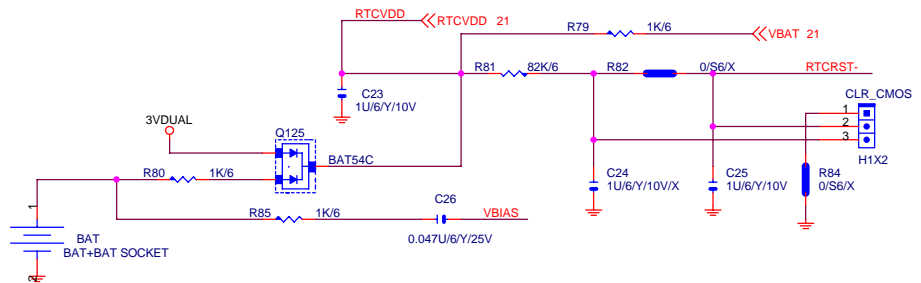 RTCVDD
RTCVDD 21
R79 1K/6
VBAT 21
R81 82K/6 R82 0/S6/X RTCRST-
C23
1U/6/Y/10V
CLR_CMOS
1
2
3
H1X2
3VDUAL
Q125
BAT54C
R80 1K/6
C24
1U/6/Y/10V/X
C25
1U/6/Y/10V
R84
0/S6/X
R85 1K/6
C26
0.047U/6/Y/25V
VBIAS
1
BAT
BAT+BAT SOCKET
2